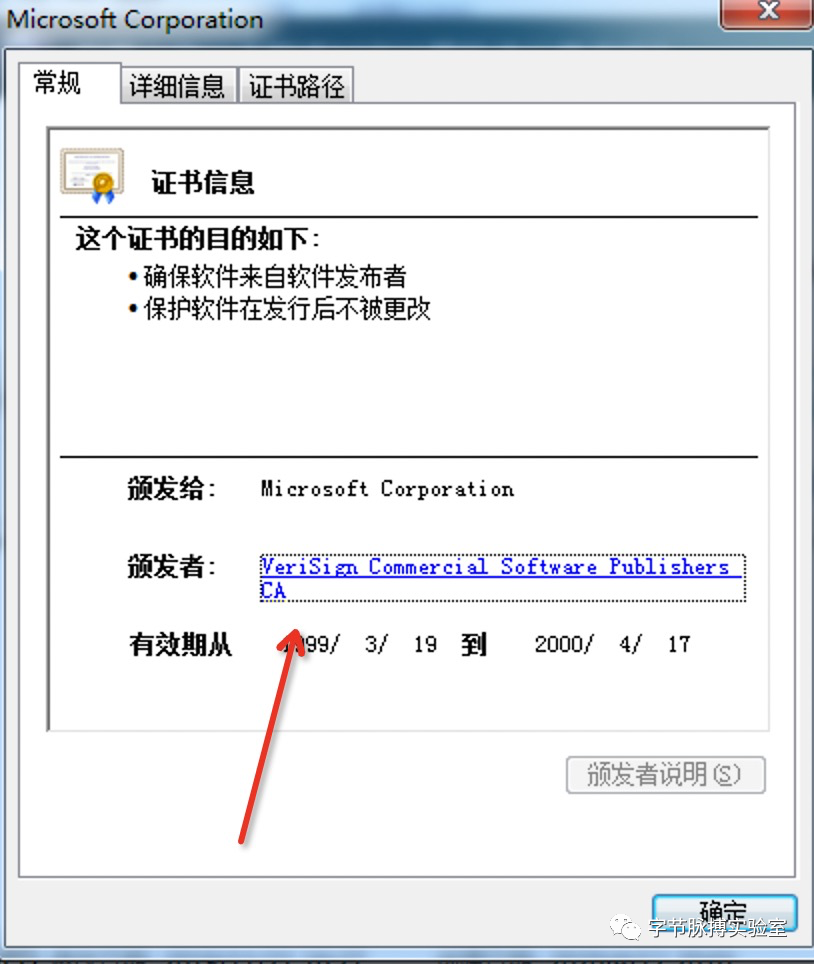 Microsoft Corporation
常规 详细信息 证书路径
证书信息
这个证书的目的如下:
•确保软件来自软件发布者
•保护软件在发行后不被更改
颁发给: Microsoft Corporation
颁发者: VeriSign Commercial Software Publishers
CA
有效期从 1999/ 3/ 19 到 2000/ 4/ 17
颁发者说明(S)
确定
字节脉搏实验室